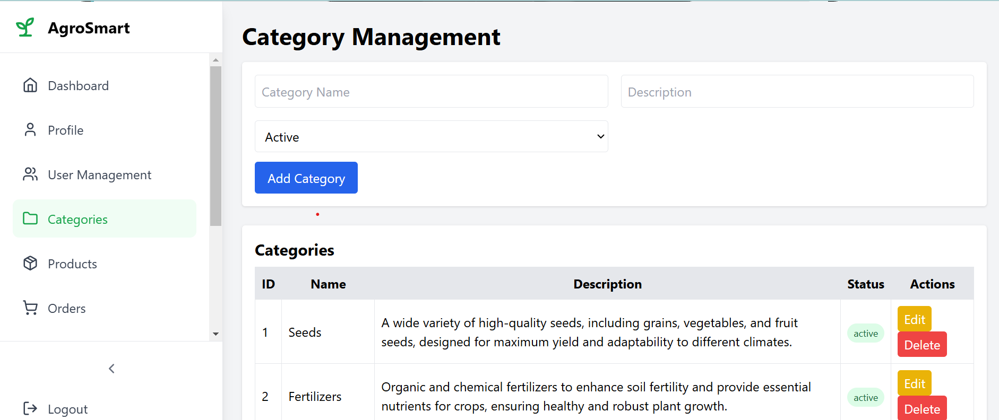 AgroSmart
Dashboard
Profile
User Management
Categories
Products
Orders
Logout
Category Management
Category Name
Description
Active
Add Category
Categories
ID Name Description Status Actions
1 Seeds A wide variety of high-quality seeds, including grains, vegetables, and fruit
seeds, designed for maximum yield and adaptability to different climates.
active
Edit
Delete
2 Fertilizers Organic and chemical fertilizers to enhance soil fertility and provide essential
nutrients for crops, ensuring healthy and robust plant growth.
active
Edit
Delete